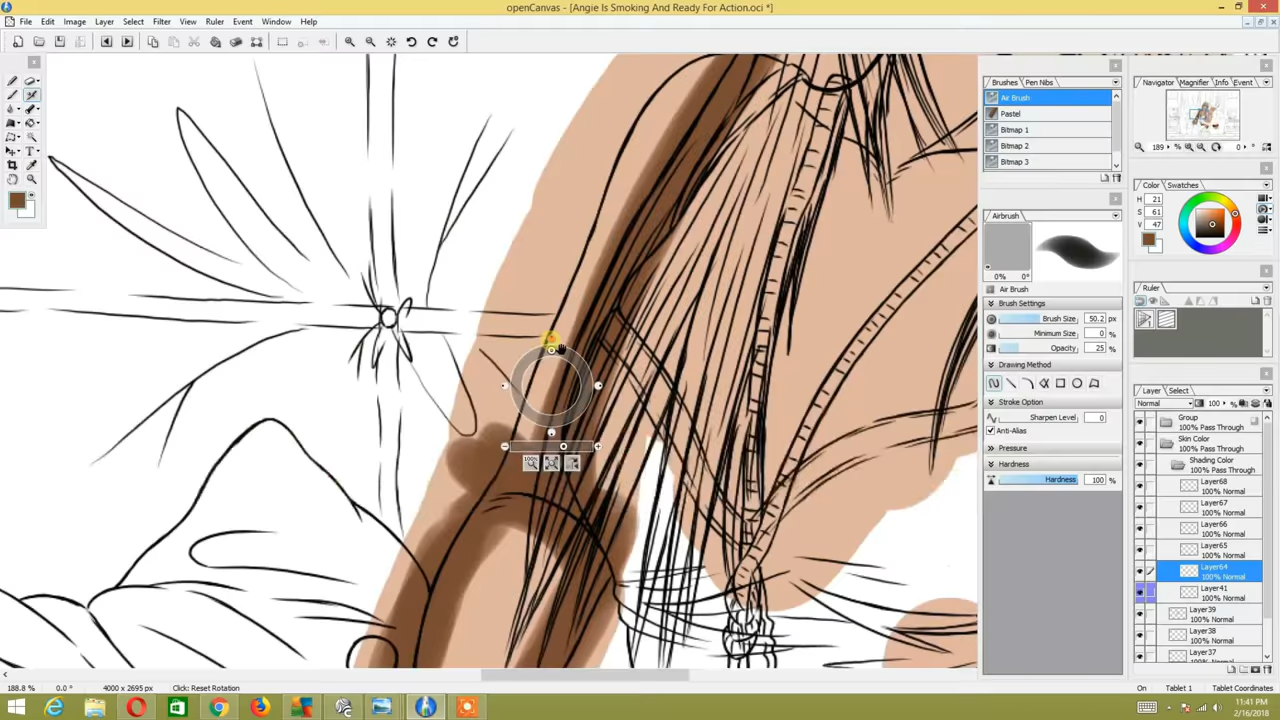 openCanvas - [Angie Is Smoking And Ready For Action.oci *]
File Edit View Layer Select Filter View Ruler Event Window Help
Brushes Pen Nibs
Air Brush
Pastel
Bitmap 1
Bitmap 2
Bitmap 3
Navigator Magnifier Info Event
189 % 0 °
Color Swatches
H 21
S 61
V 47
Airbrush
0% 0°
Air Brush
Brush Settings
Brush Size 50.2 px
Minimum Size 0 %
Opacity 25 %
Drawing Method
Stroke Option
Sharpen Level 0
Anti-Alias
Pressure
Hardness
Hardness 100 %
Ruler
Layer Select
Normal 100 %
Group
100% Pass Through
Skin Color
100% Pass Through
Shading Color
100% Pass Through
Layer68
100% Normal
Layer67
100% Normal
Layer66
100% Normal
Layer65
100% Normal
Layer64
100% Normal
Layer41
100% Normal
Layer39
100% Normal
Layer38
100% Normal
Layer37
100%
188.8 % 0.0 ° 4000 x 2695 px Click: Reset Rotation
On Tablet 1 Tablet Coordinates
11:41 PM
2/16/2018